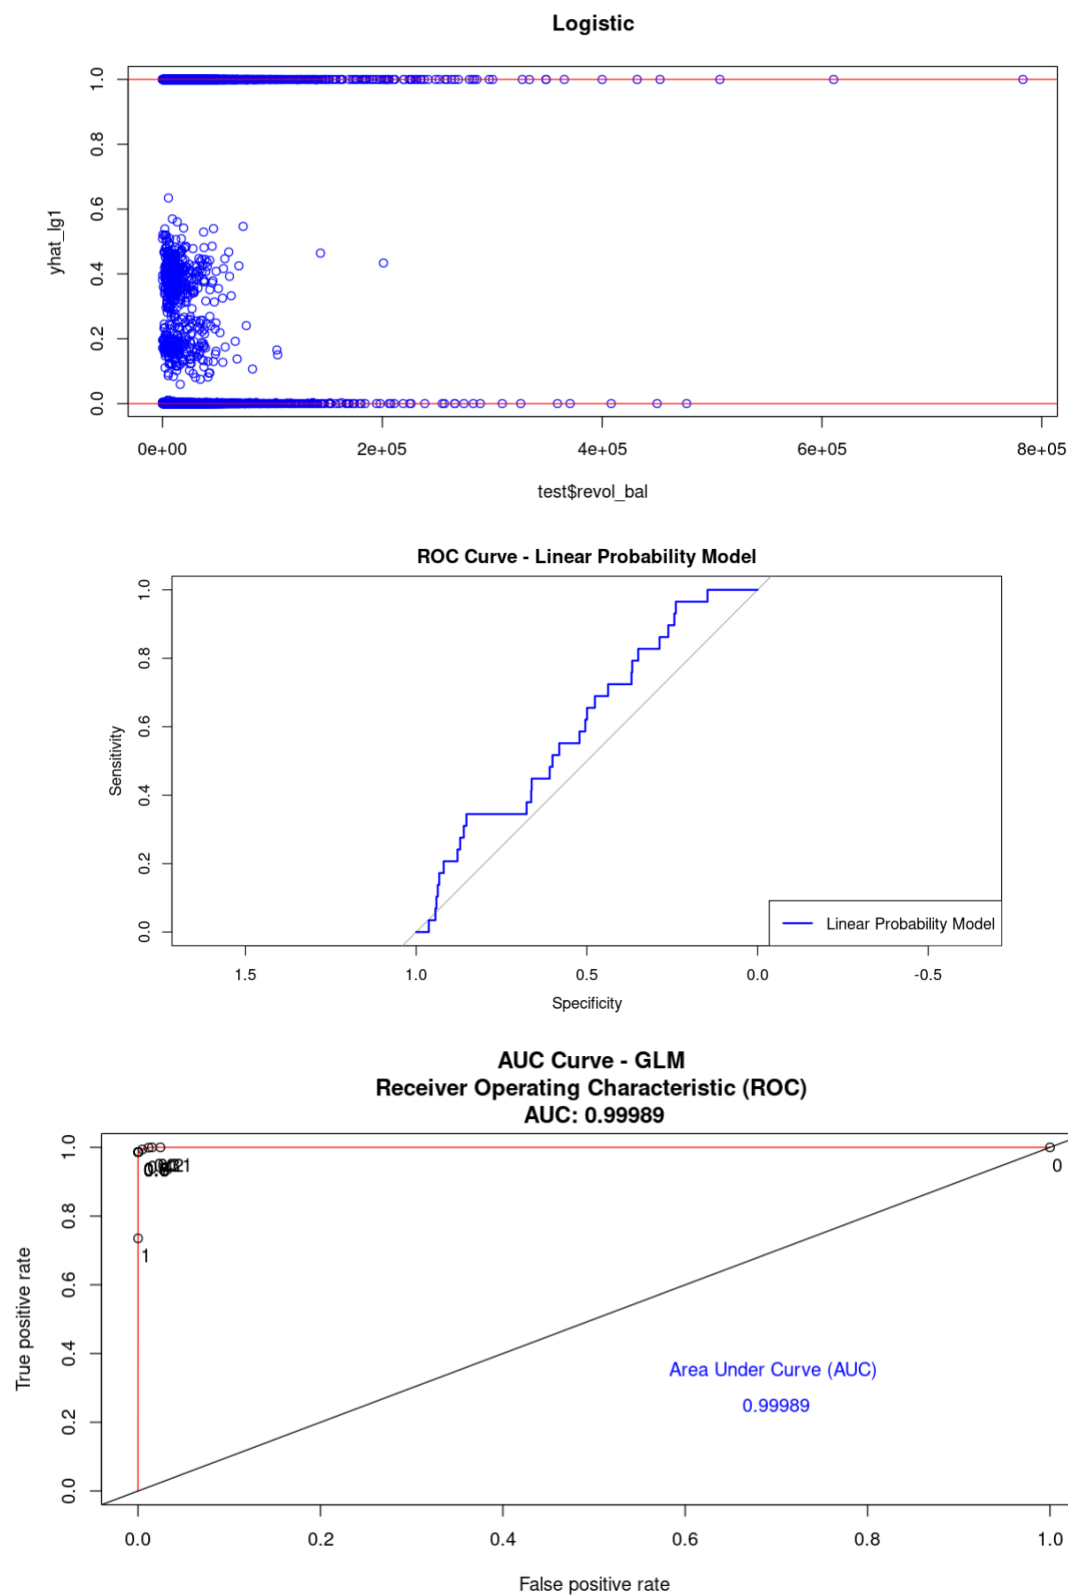 Logistic
1.0
0.8
0.6
0.4
0.2
0.0
yhat_lg1
0e+00 2e+05 4e+05 6e+05 8e+05
test$revol_bal
ROC Curve - Linear Probability Model
1.0
0.8
0.6
0.4
0.2
0.0
Sensitivity
Linear Probability Model
1.5 1.0 0.5 0.0 -0.5
Specificity
AUC Curve - GLM
Receiver Operating Characteristic (ROC)
AUC: 0.99989
1.0
0.8
0.6
0.4
0.2
0.0
True positive rate
0
1
Area Under Curve (AUC)
0.99989
0.0 0.2 0.4 0.6 0.8 1.0
False positive rate